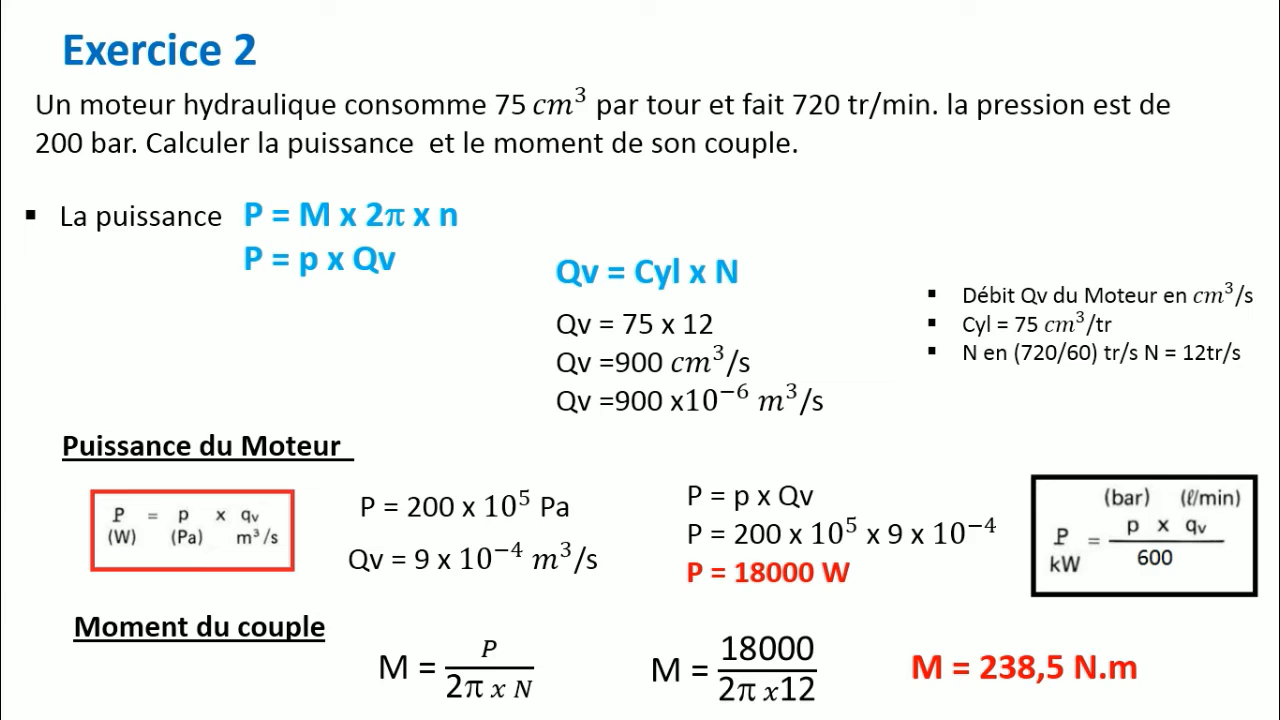 Exercice 2
Un moteur hydraulique consomme 75 cm³ par tour et fait 720 tr/min. la pression est de
200 bar. Calculer la puissance et le moment de son couple.
▪ La puissance P = M x 2π x n
P = p x Qv
Qv = Cyl x N
Qv = 75 x 12
Qv =900 cm³/s
Qv =900 x10⁻⁶ m³/s
▪ Débit Qv du Moteur en cm³/s
▪ Cyl = 75 cm³/tr
▪ N en (720/60) tr/s N = 12tr/s
Puissance du Moteur
P = p x qv
(W) (Pa) m³/s
P = 200 x 10⁵ Pa
Qv = 9 x 10⁻⁴ m³/s
P = p x Qv
P = 200 x 10⁵ x 9 x 10⁻⁴
P = 18000 W
(bar) (ℓ/min)
P = p x qv
kW 600
Moment du couple
M = P / 2π x N
M = 18000 / 2π x12
M = 238,5 N.m